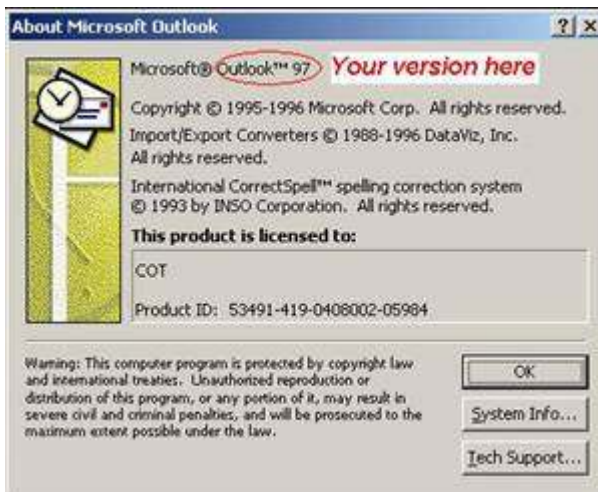 About Microsoft Outlook
Microsoft® Outlook™ 97 Your version here
Copyright © 1995-1996 Microsoft Corp. All rights reserved.
Import/Export Converters © 1988-1996 DataViz, Inc.
All rights reserved.
International CorrectSpell™ spelling correction system
© 1993 by INSO Corporation. All rights reserved.
This product is licensed to:
COT
Product ID: 53491-419-0408002-05984
Warning: This computer program is protected by copyright law
and international treaties. Unauthorized reproduction or
distribution of this program, or any portion of it, may result in
severe civil and criminal penalties, and will be prosecuted to the
maximum extent possible under the law.
OK
System Info...
Tech Support...